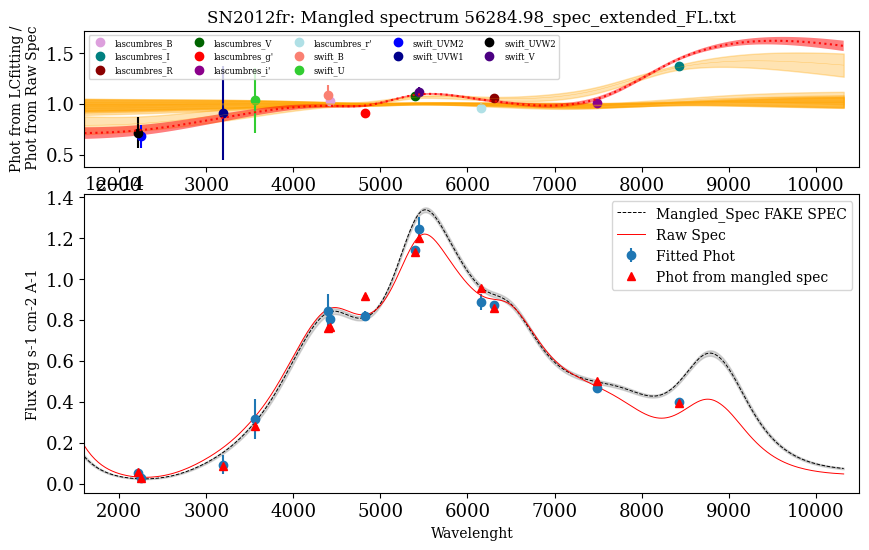 SN2012fr: Mangled spectrum 56284.98_spec_extended_FL.txt
Phot from LCfitting /
Phot from Raw Spec
lascumbres_B lascumbres_V lascumbres_r' swift_UVM2 swift_UVW2
lascumbres_I lascumbres_g' swift_B swift_UVW1 swift_V
lascumbres_R lascumbres_i' swift_U
1.5
1.0
0.5
2000 3000 4000 5000 6000 7000 8000 9000 10000
1e−14
Flux erg s-1 cm-2 A-1
1.4
1.2
1.0
0.8
0.6
0.4
0.2
0.0
Mangled_Spec FAKE SPEC
Raw Spec
Fitted Phot
Phot from mangled spec
2000 3000 4000 5000 6000 7000 8000 9000 10000
Wavelenght